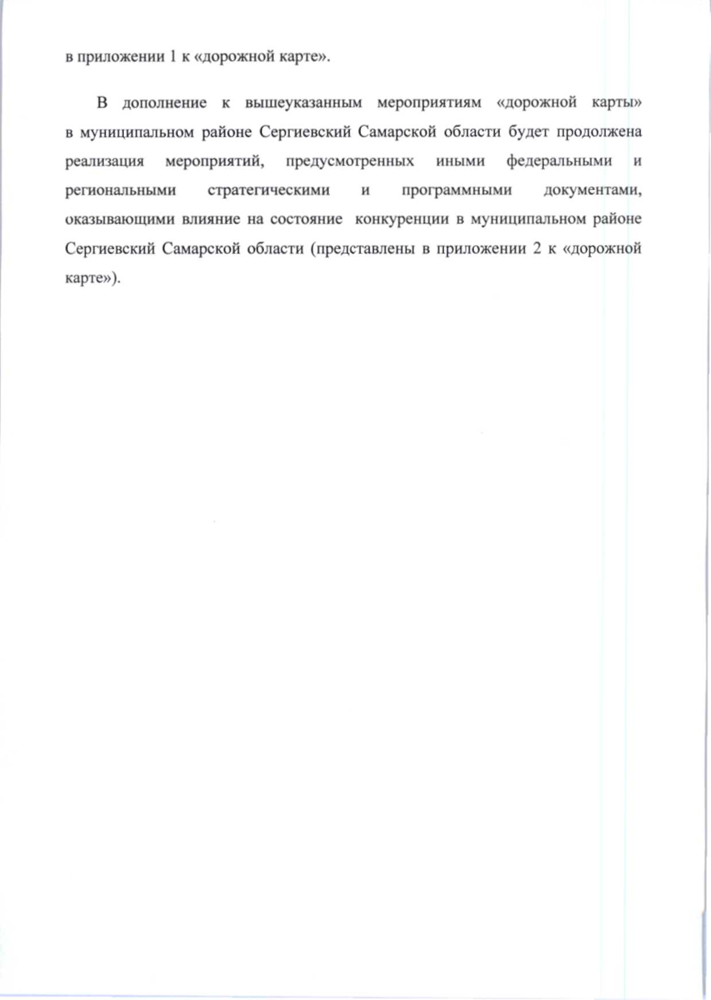 в приложении 1 к «дорожной карте».
В дополнение к вышеуказанным мероприятиям «дорожной карты»
в муниципальном районе Сергиевский Самарской области будет продолжена
реализация мероприятий, предусмотренных иными федеральными и
региональными стратегическими и программными документами,
оказывающими влияние на состояние конкуренции в муниципальном районе
Сергиевский Самарской области (представлены в приложении 2 к «дорожной
карте»).